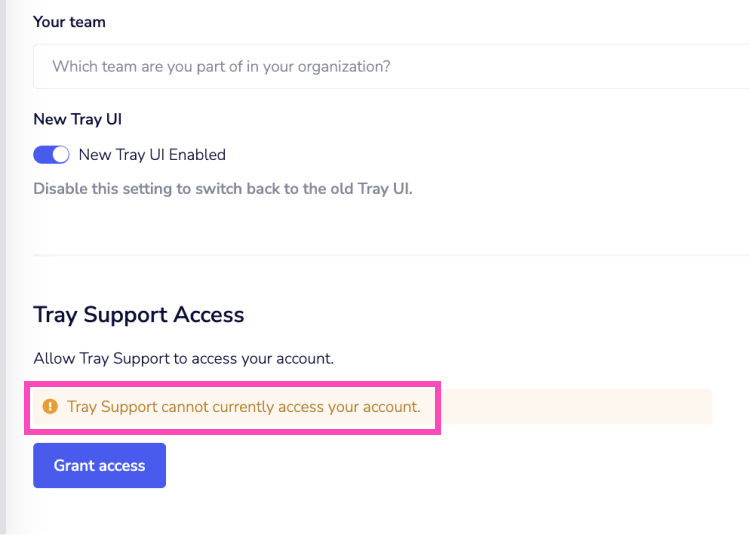 Your team
Which team are you part of in your organization?
New Tray UI
New Tray UI Enabled
Disable this setting to switch back to the old Tray UI.
Tray Support Access
Allow Tray Support to access your account.
Tray Support cannot currently access your account.
Grant access